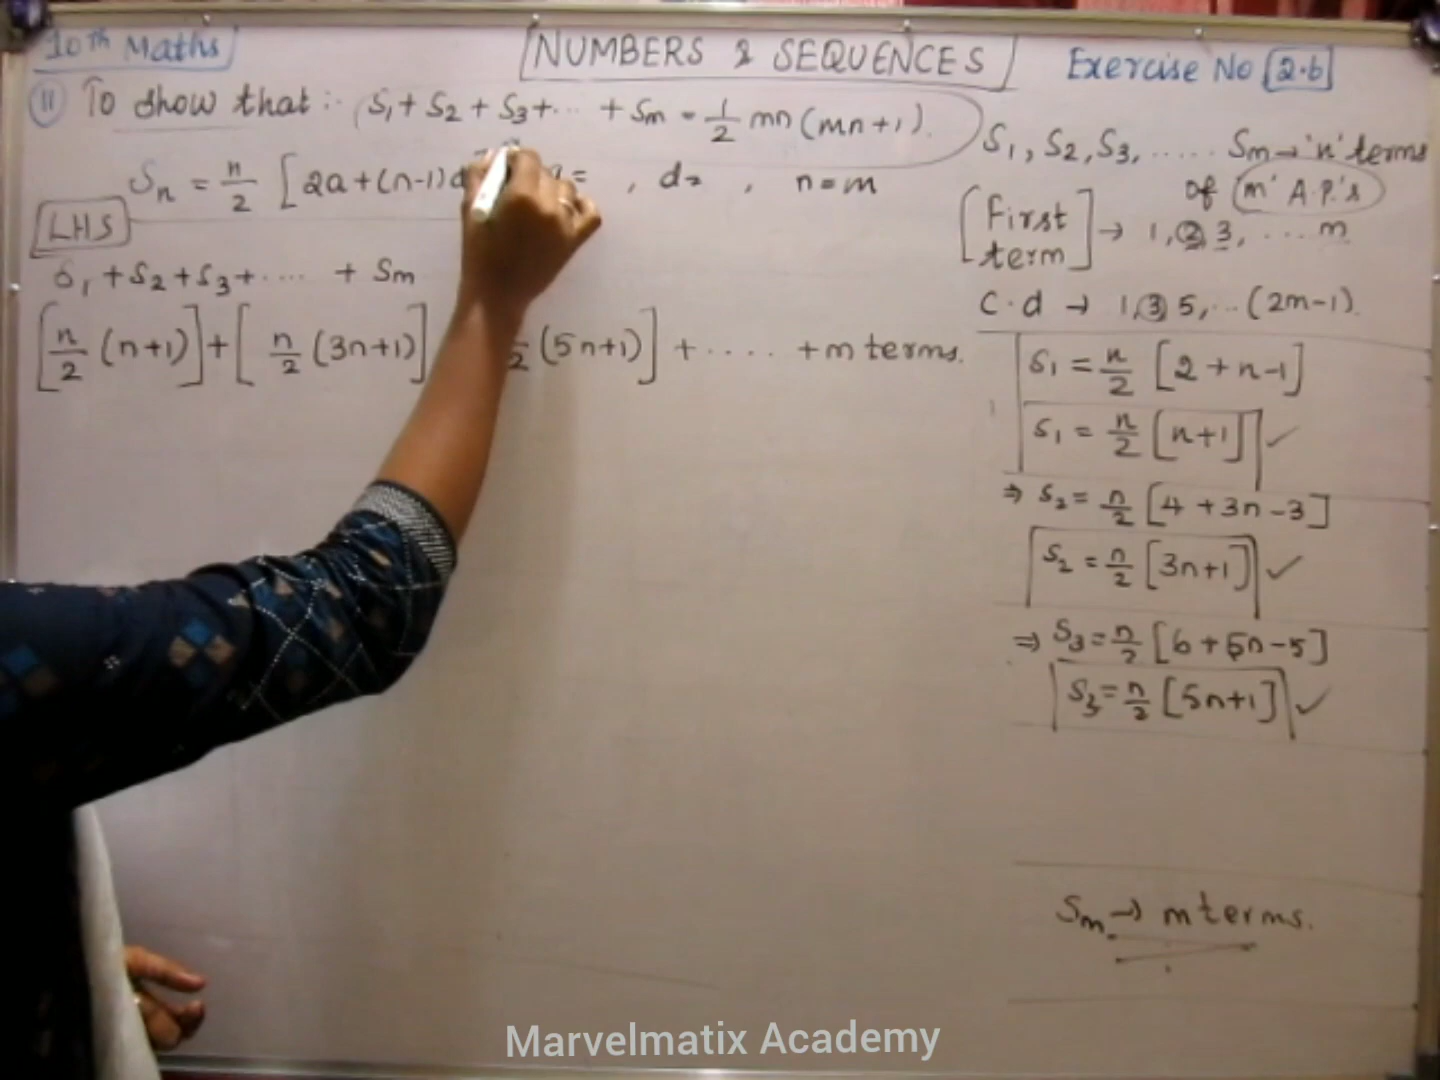 10th Maths
NUMBERS & SEQUENCES
Exercise No 2.6
11 To show that :- S1 + S2 + S3 + ... + Sm = 1/2 mn (mn+1).
Sn = n/2 [2a + (n-1)d , d= , n=m
LHS
S1 + S2 + S3 + .... + Sm
[n/2 (n+1)] + [n/2 (3n+1)] 2 (5n+1)] + .... + m terms.
S1, S2, S3, ..... Sm → 'n' terms
of 'm' A.P.'s
[First term] → 1, 2, 3, .... m
C.d → 1, 3, 5, ... (2m-1).
S1 = n/2 [2 + n-1]
S1 = n/2 [n+1] ✓
⇒ S2 = n/2 [4 + 3n - 3]
S2 = n/2 [3n+1] ✓
⇒ S3 = n/2 [6 + 5n - 5]
S3 = n/2 [5n+1] ✓
Sm → m terms.
Marvelmatix Academy